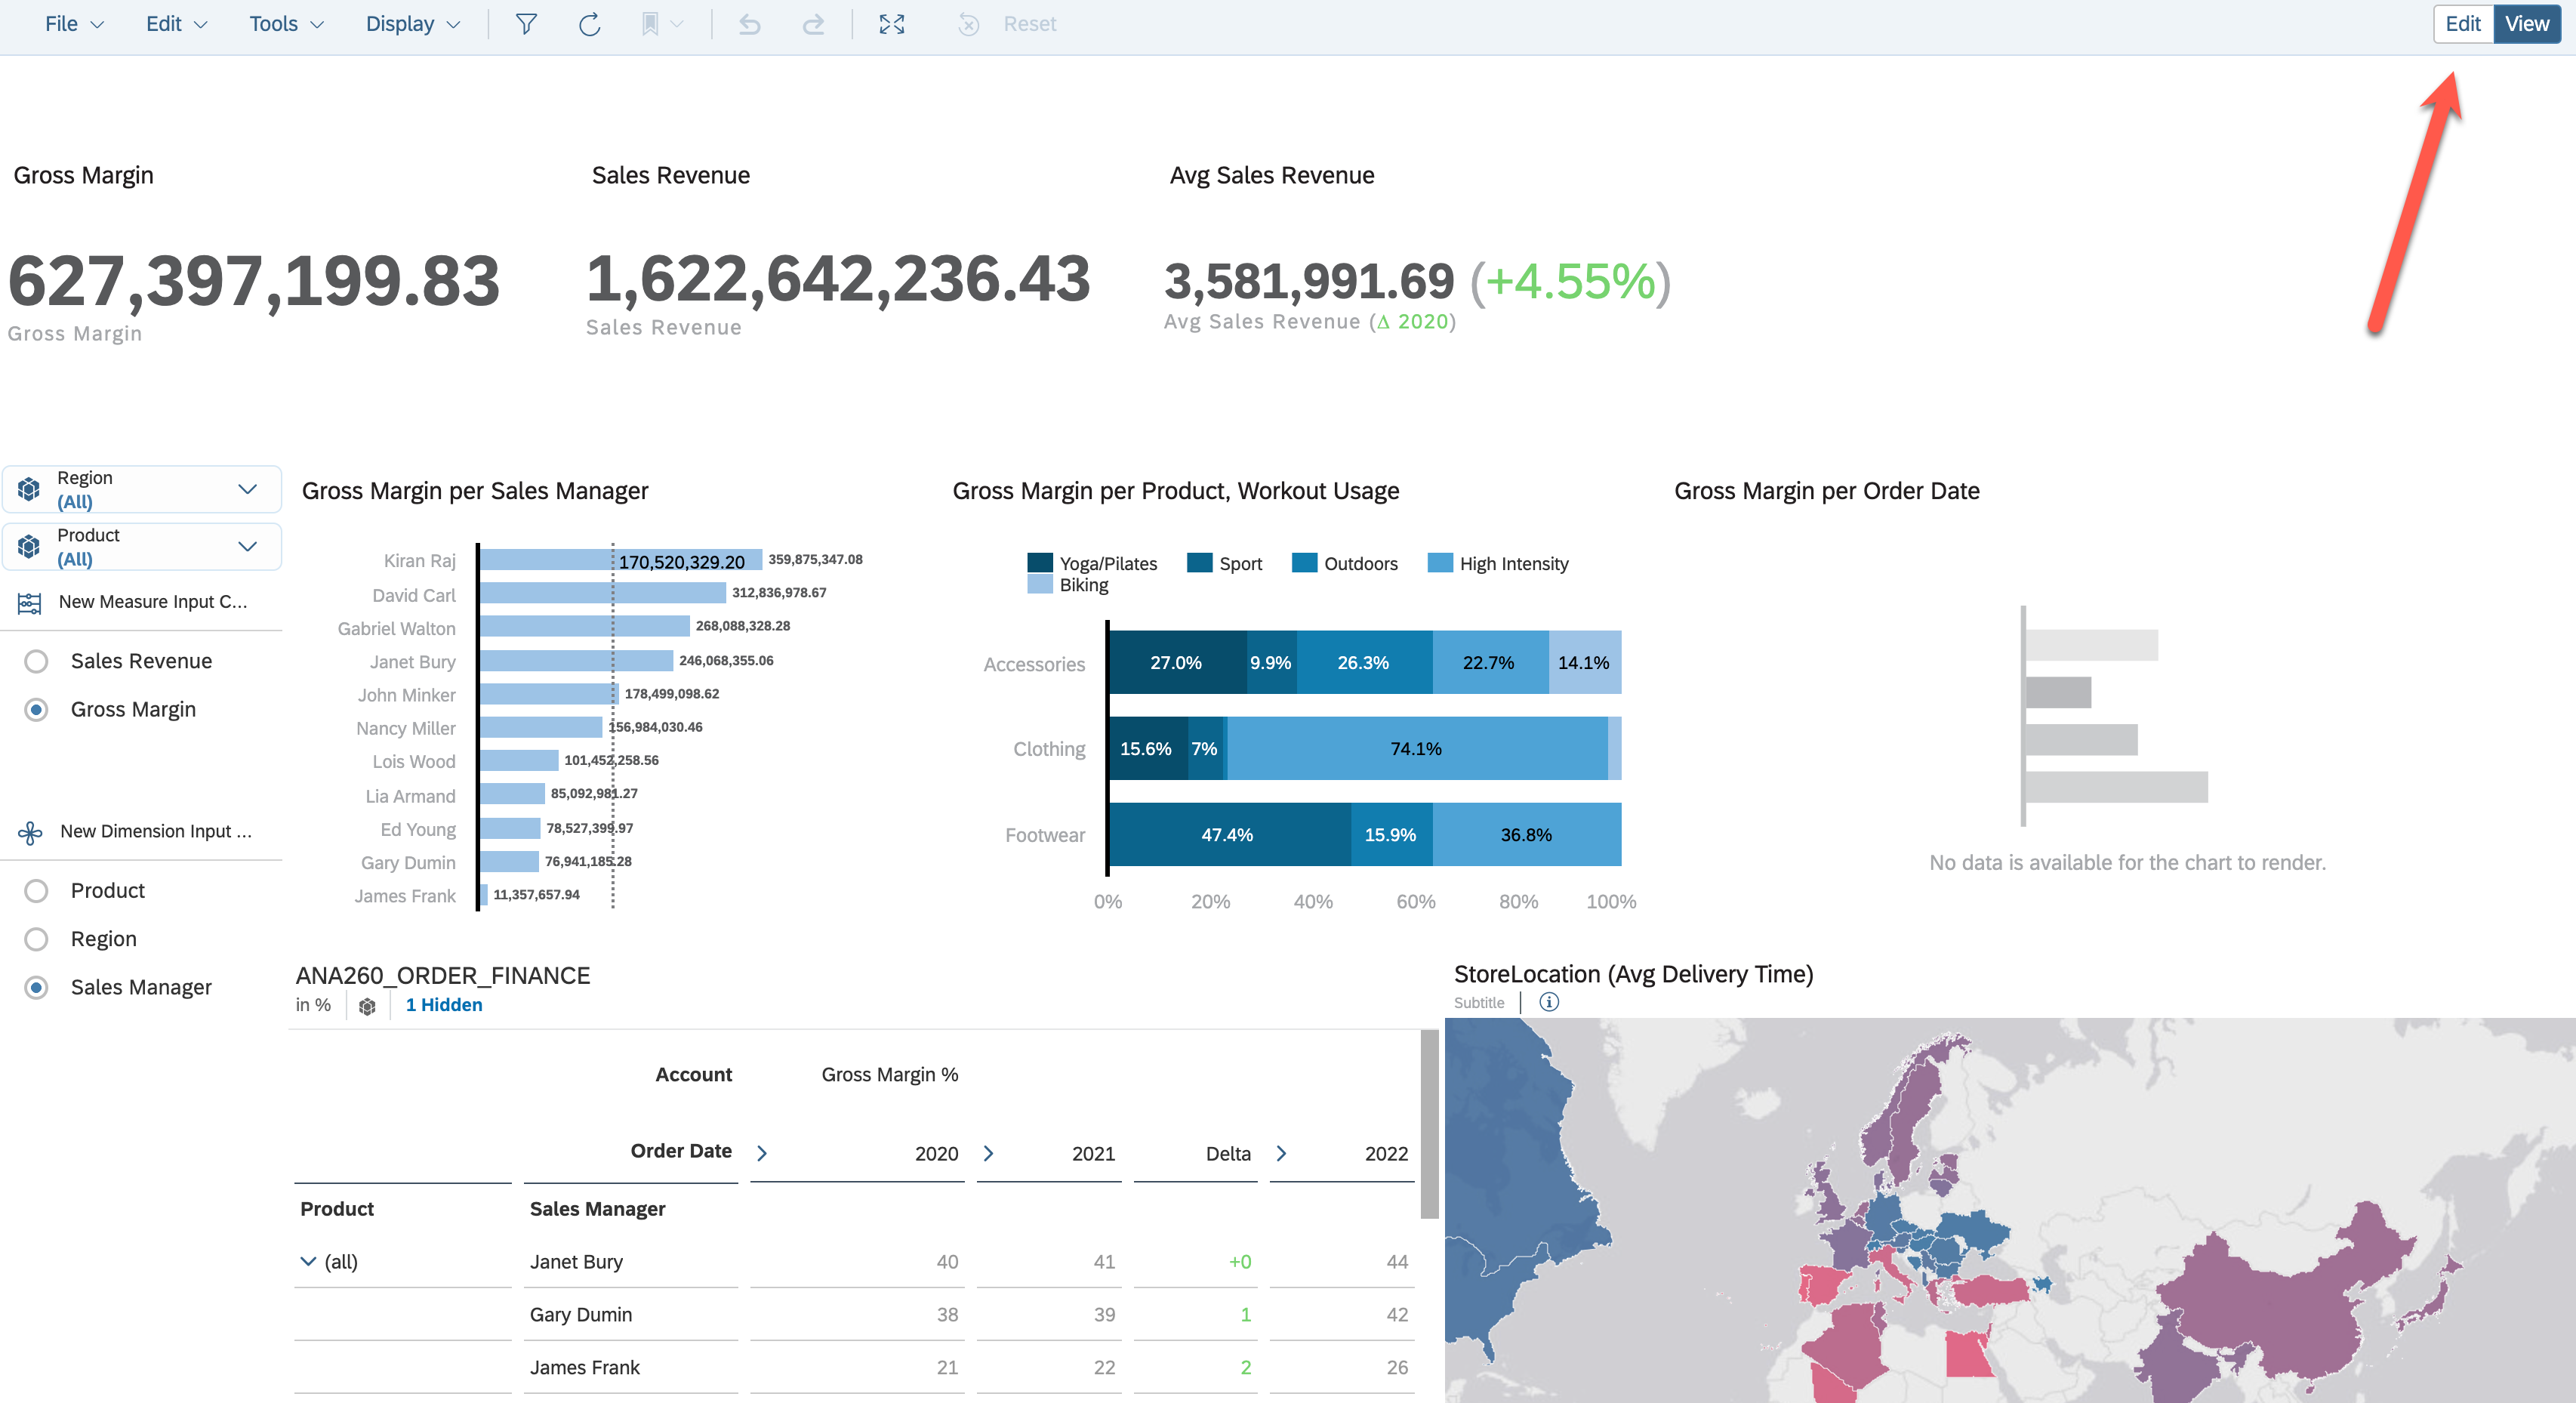 File Edit Tools Display Reset Edit View
Gross Margin
627,397,199.83
Gross Margin
Sales Revenue
1,622,642,236.43
Sales Revenue
Avg Sales Revenue
3,581,991.69 (+4.55%)
Avg Sales Revenue (Δ 2020)
Region
(All)
Product
(All)
New Measure Input C...
Sales Revenue
Gross Margin
New Dimension Input ...
Product
Region
Sales Manager
Gross Margin per Sales Manager
Kiran Raj 170,520,329.20 359,875,347.08
David Carl 312,836,978.67
Gabriel Walton 268,088,328.28
Janet Bury 246,068,355.06
John Minker 178,499,098.62
Nancy Miller 156,984,030.46
Lois Wood 101,452,258.56
Lia Armand 85,092,981.27
Ed Young 78,527,399.97
Gary Dumin 76,941,185.28
James Frank 11,357,657.94
Gross Margin per Product, Workout Usage
Yoga/Pilates Sport Outdoors High Intensity
Biking
Accessories 27.0% 9.9% 26.3% 22.7% 14.1%
Clothing 15.6% 7% 74.1%
Footwear 47.4% 15.9% 36.8%
0% 20% 40% 60% 80% 100%
Gross Margin per Order Date
No data is available for the chart to render.
ANA260_ORDER_FINANCE
in % 1 Hidden
Account Gross Margin %
Order Date 2020 2021 Delta 2022
Product Sales Manager
(all) Janet Bury 40 41 +0 44
Gary Dumin 38 39 1 42
James Frank 21 22 2 26
StoreLocation (Avg Delivery Time)
Subtitle